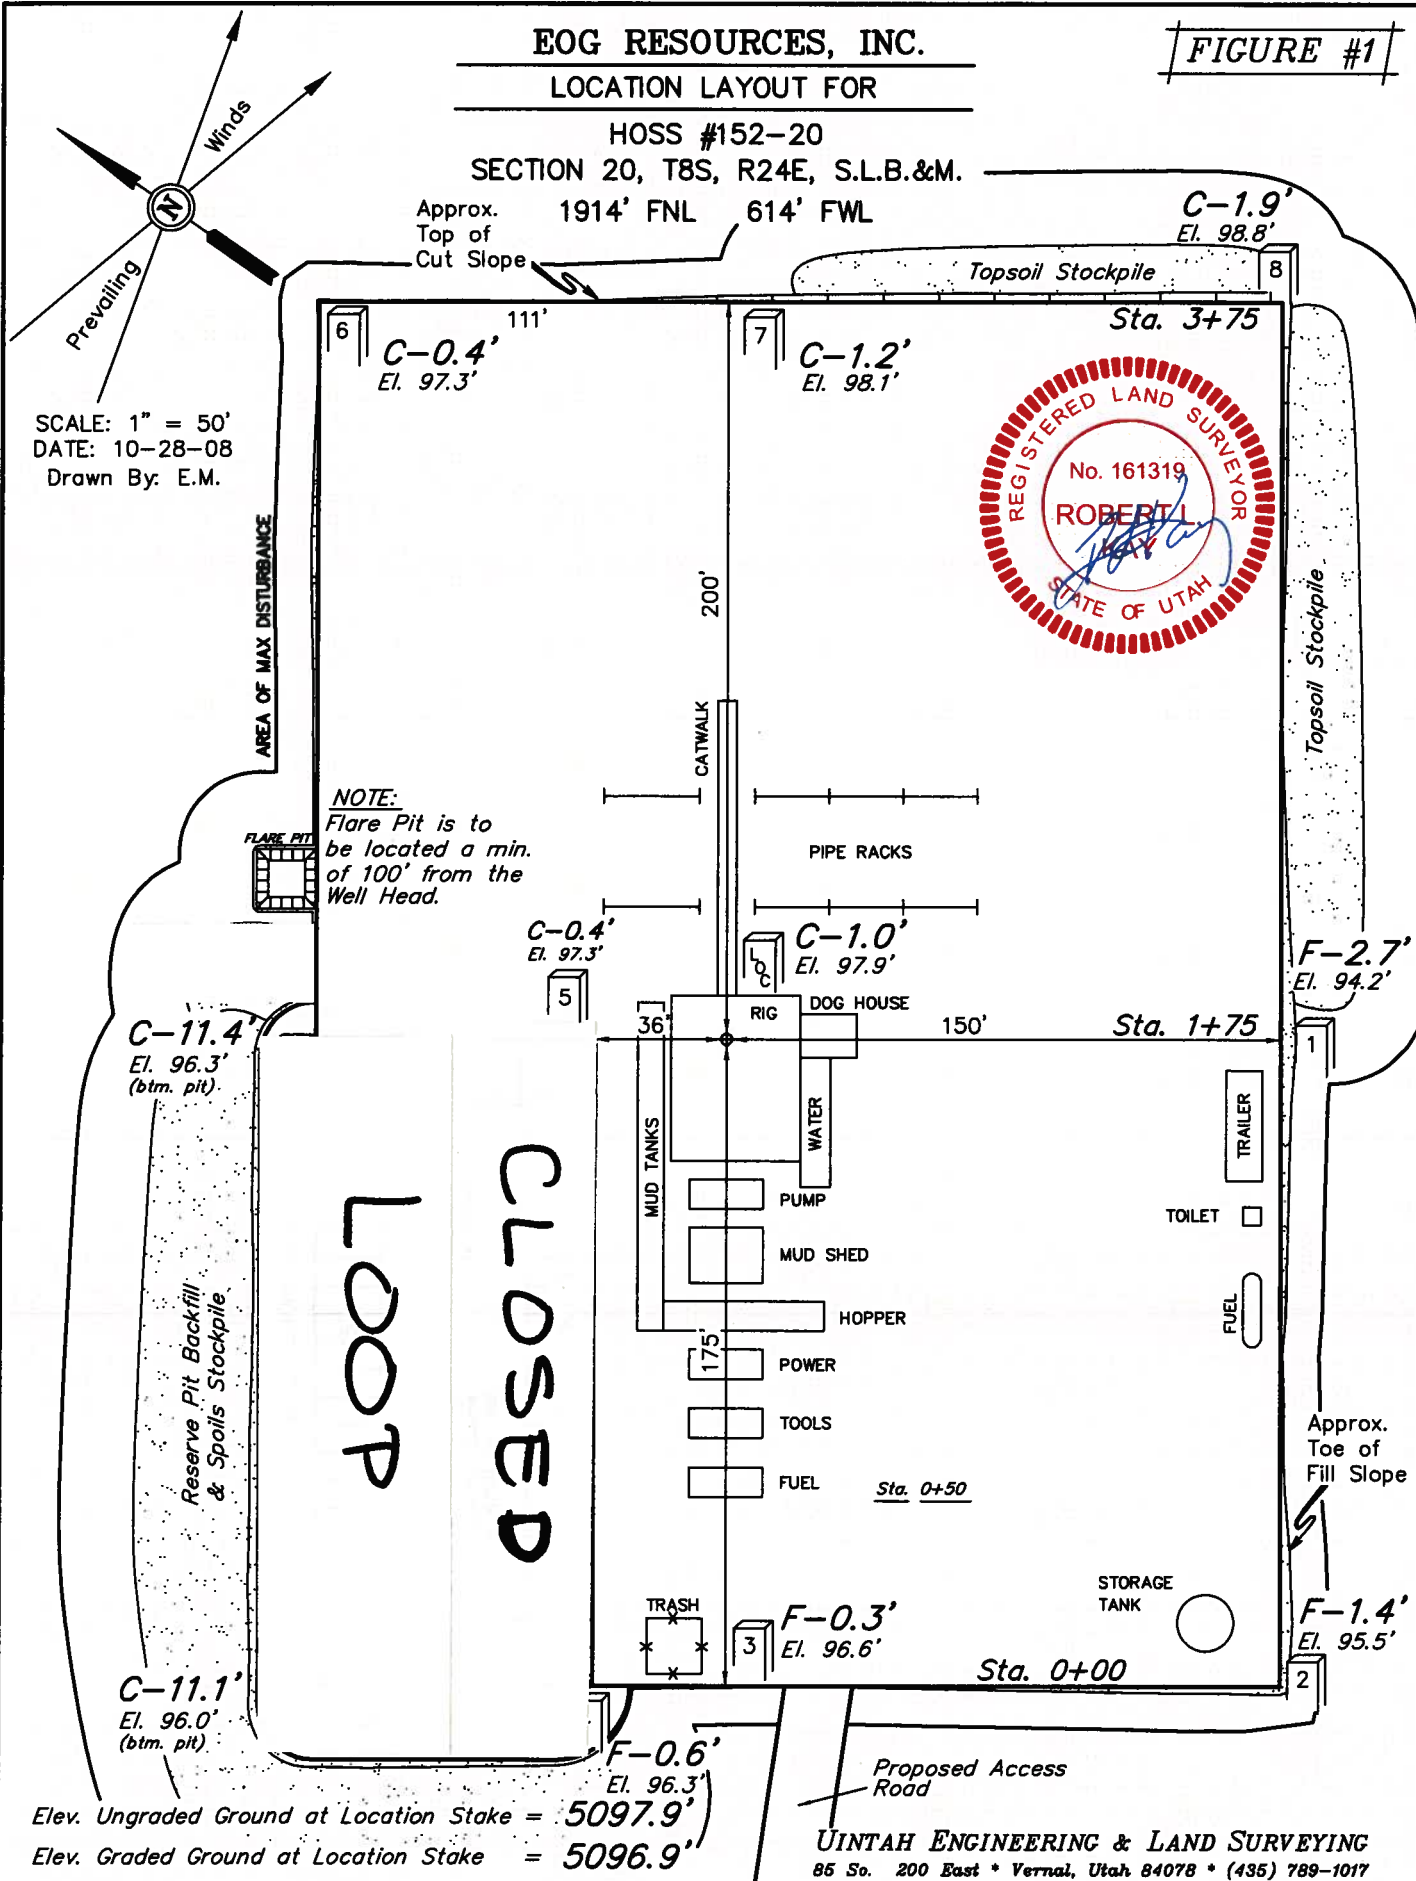 EOG RESOURCES, INC.
FIGURE #1
LOCATION LAYOUT FOR
HOSS #152-20
SECTION 20, T8S, R24E, S.L.B.&M.
1914' FNL 614' FWL
Winds
N
Prevailing
SCALE: 1" = 50'
DATE: 10-28-08
Drawn By: E.M.
Approx.
Top of
Cut Slope
C-1.9'
El. 98.8'
8
Topsoil Stockpile
Sta. 3+75
6
111'
C-0.4'
El. 97.3'
7
C-1.2'
El. 98.1'
REGISTERED LAND SURVEYOR
No. 161319
ROBERT L.
KAY
STATE OF UTAH
AREA OF MAX DISTURBANCE
200'
Topsoil Stockpile
CATWALK
NOTE:
Flare Pit is to
be located a min.
of 100' from the
Well Head.
FLARE PIT
PIPE RACKS
C-0.4'
El. 97.3'
5
LOC
C-1.0'
El. 97.9'
F-2.7'
El. 94.2'
C-11.4'
El. 96.3'
(btm. pit)
36'
RIG
DOG HOUSE
150'
Sta. 1+75
1
MUD TANKS
WATER
TRAILER
PUMP
TOILET
MUD SHED
HOPPER
FUEL
175'
POWER
TOOLS
FUEL
Sta. 0+50
CLOSED
LOOP
Reserve Pit Backfill
& Spoils Stockpile
Approx.
Toe of
Fill Slope
TRASH
3
F-0.3'
El. 96.6'
STORAGE
TANK
F-1.4'
El. 95.5'
2
Sta. 0+00
C-11.1'
El. 96.0'
(btm. pit)
F-0.6'
El. 96.3'
Proposed Access
Road
Elev. Ungraded Ground at Location Stake = 5097.9'
Elev. Graded Ground at Location Stake = 5096.9'
UINTAH ENGINEERING & LAND SURVEYING
85 So. 200 East * Vernal, Utah 84078 * (435) 789-1017